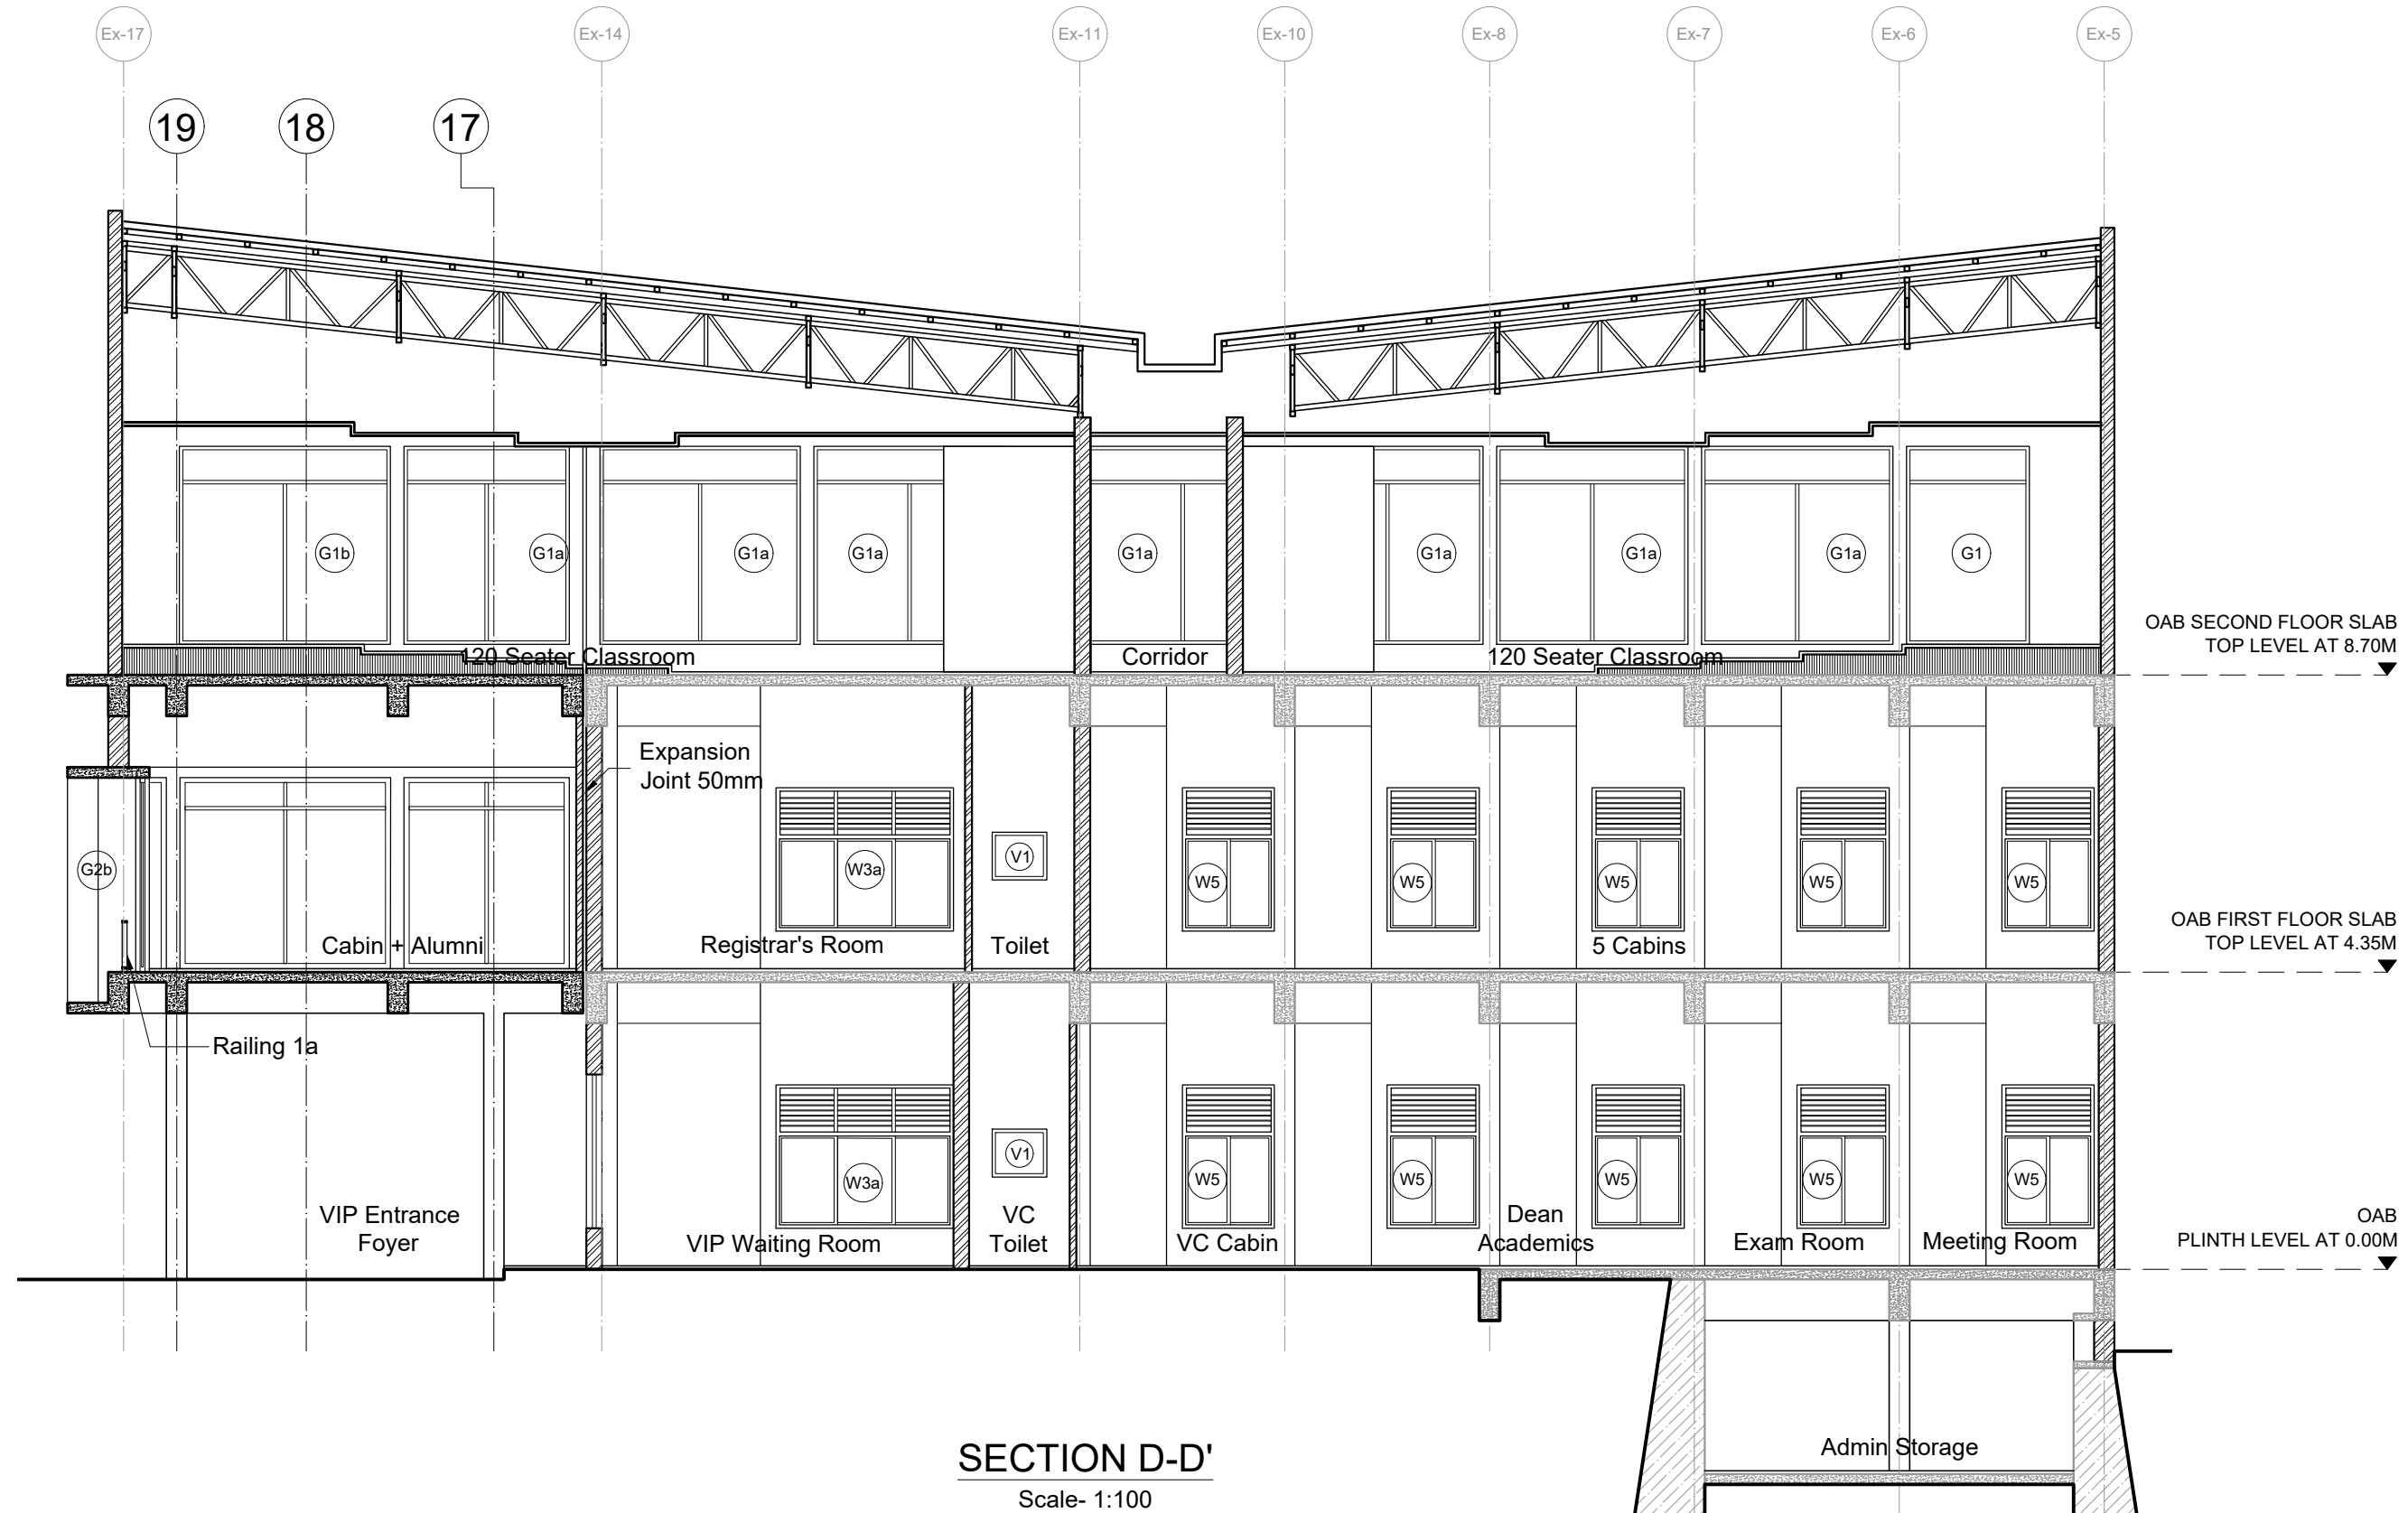 Ex-17
Ex-14
Ex-11
Ex-10
Ex-8
Ex-7
Ex-6
Ex-5
19
18
17
G1b
G1a
G1a
G1a
G1a
G1a
G1a
G1a
G1
OAB SECOND FLOOR SLAB
TOP LEVEL AT 8.70M
120 Seater Classroom
Corridor
120 Seater Classroom
Expansion
Joint 50mm
G2b
W3a
V1
W5
W5
W5
W5
W5
OAB FIRST FLOOR SLAB
TOP LEVEL AT 4.35M
Cabin + Alumni
Registrar's Room
Toilet
5 Cabins
Railing 1a
W3a
V1
W5
W5
W5
W5
W5
VIP Entrance
Foyer
VIP Waiting Room
VC
Toilet
VC Cabin
Dean
Academics
Exam Room
Meeting Room
OAB
PLINTH LEVEL AT 0.00M
Admin Storage
SECTION D-D'
Scale- 1:100